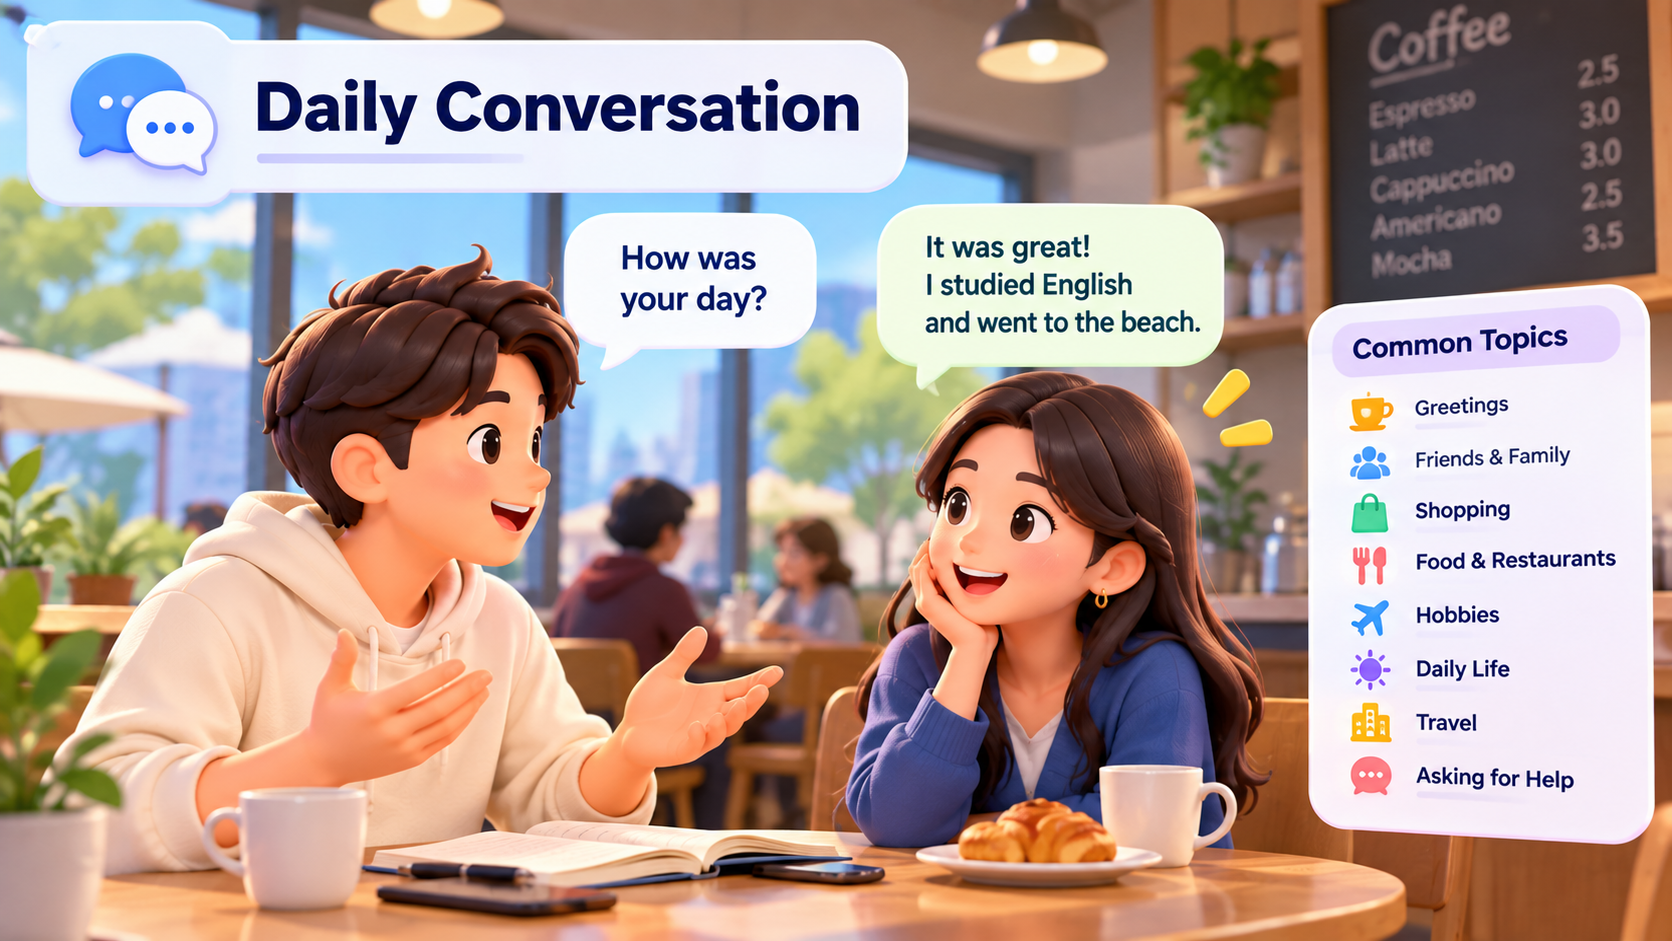 Daily Conversation
How was
your day?
It was great!
I studied English
and went to the beach.
Coffee
2.5
Espresso 3.0
Latte 3.0
Cappuccino 2.5
Americano 3.5
Mocha
Common Topics
Greetings
Friends & Family
Shopping
Food & Restaurants
Hobbies
Daily Life
Travel
Asking for Help